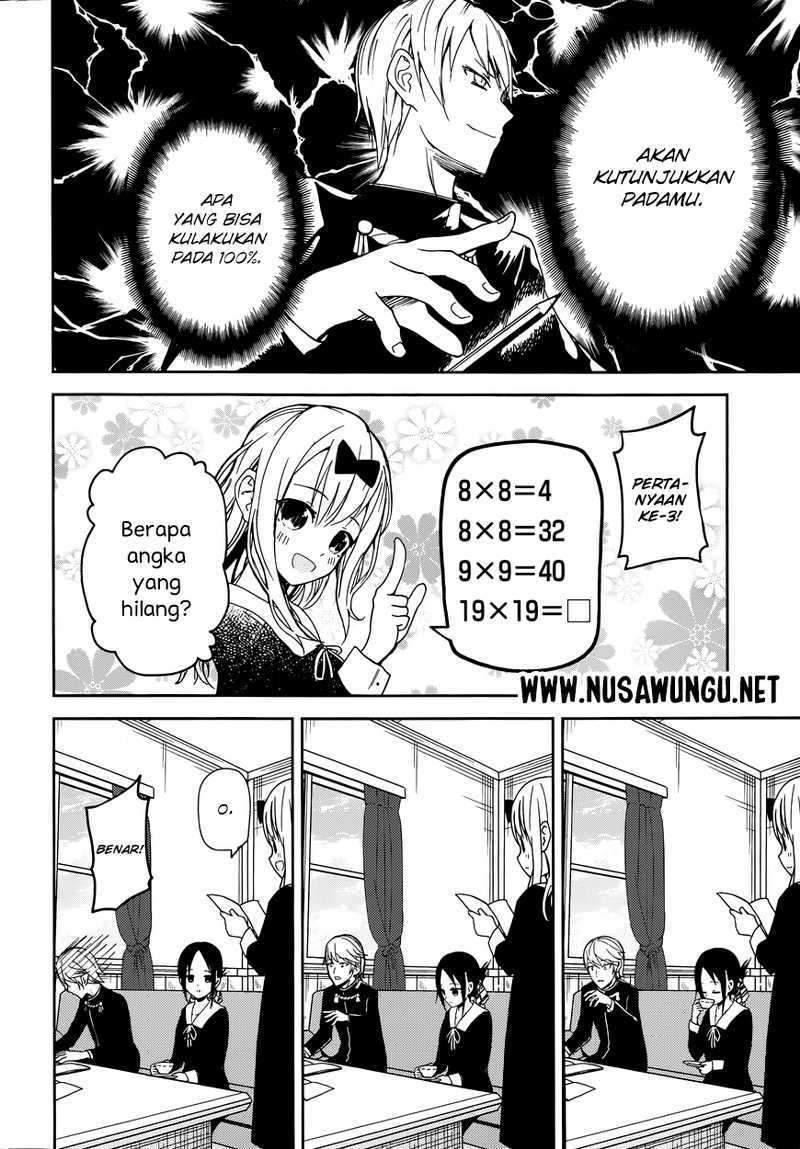 AKAN
KUTUNJUKKAN
PADAMU.
APA
YANG BISA
KULAKUKAN
PADA 100%.
PERTA-
NYAAN
KE-3!
8×8=4
8×8=32
9×9=40
19×19=□
Berapa
angka
yang
hilang?
WWW.NUSAWUNGU.NET
O.
BENAR!